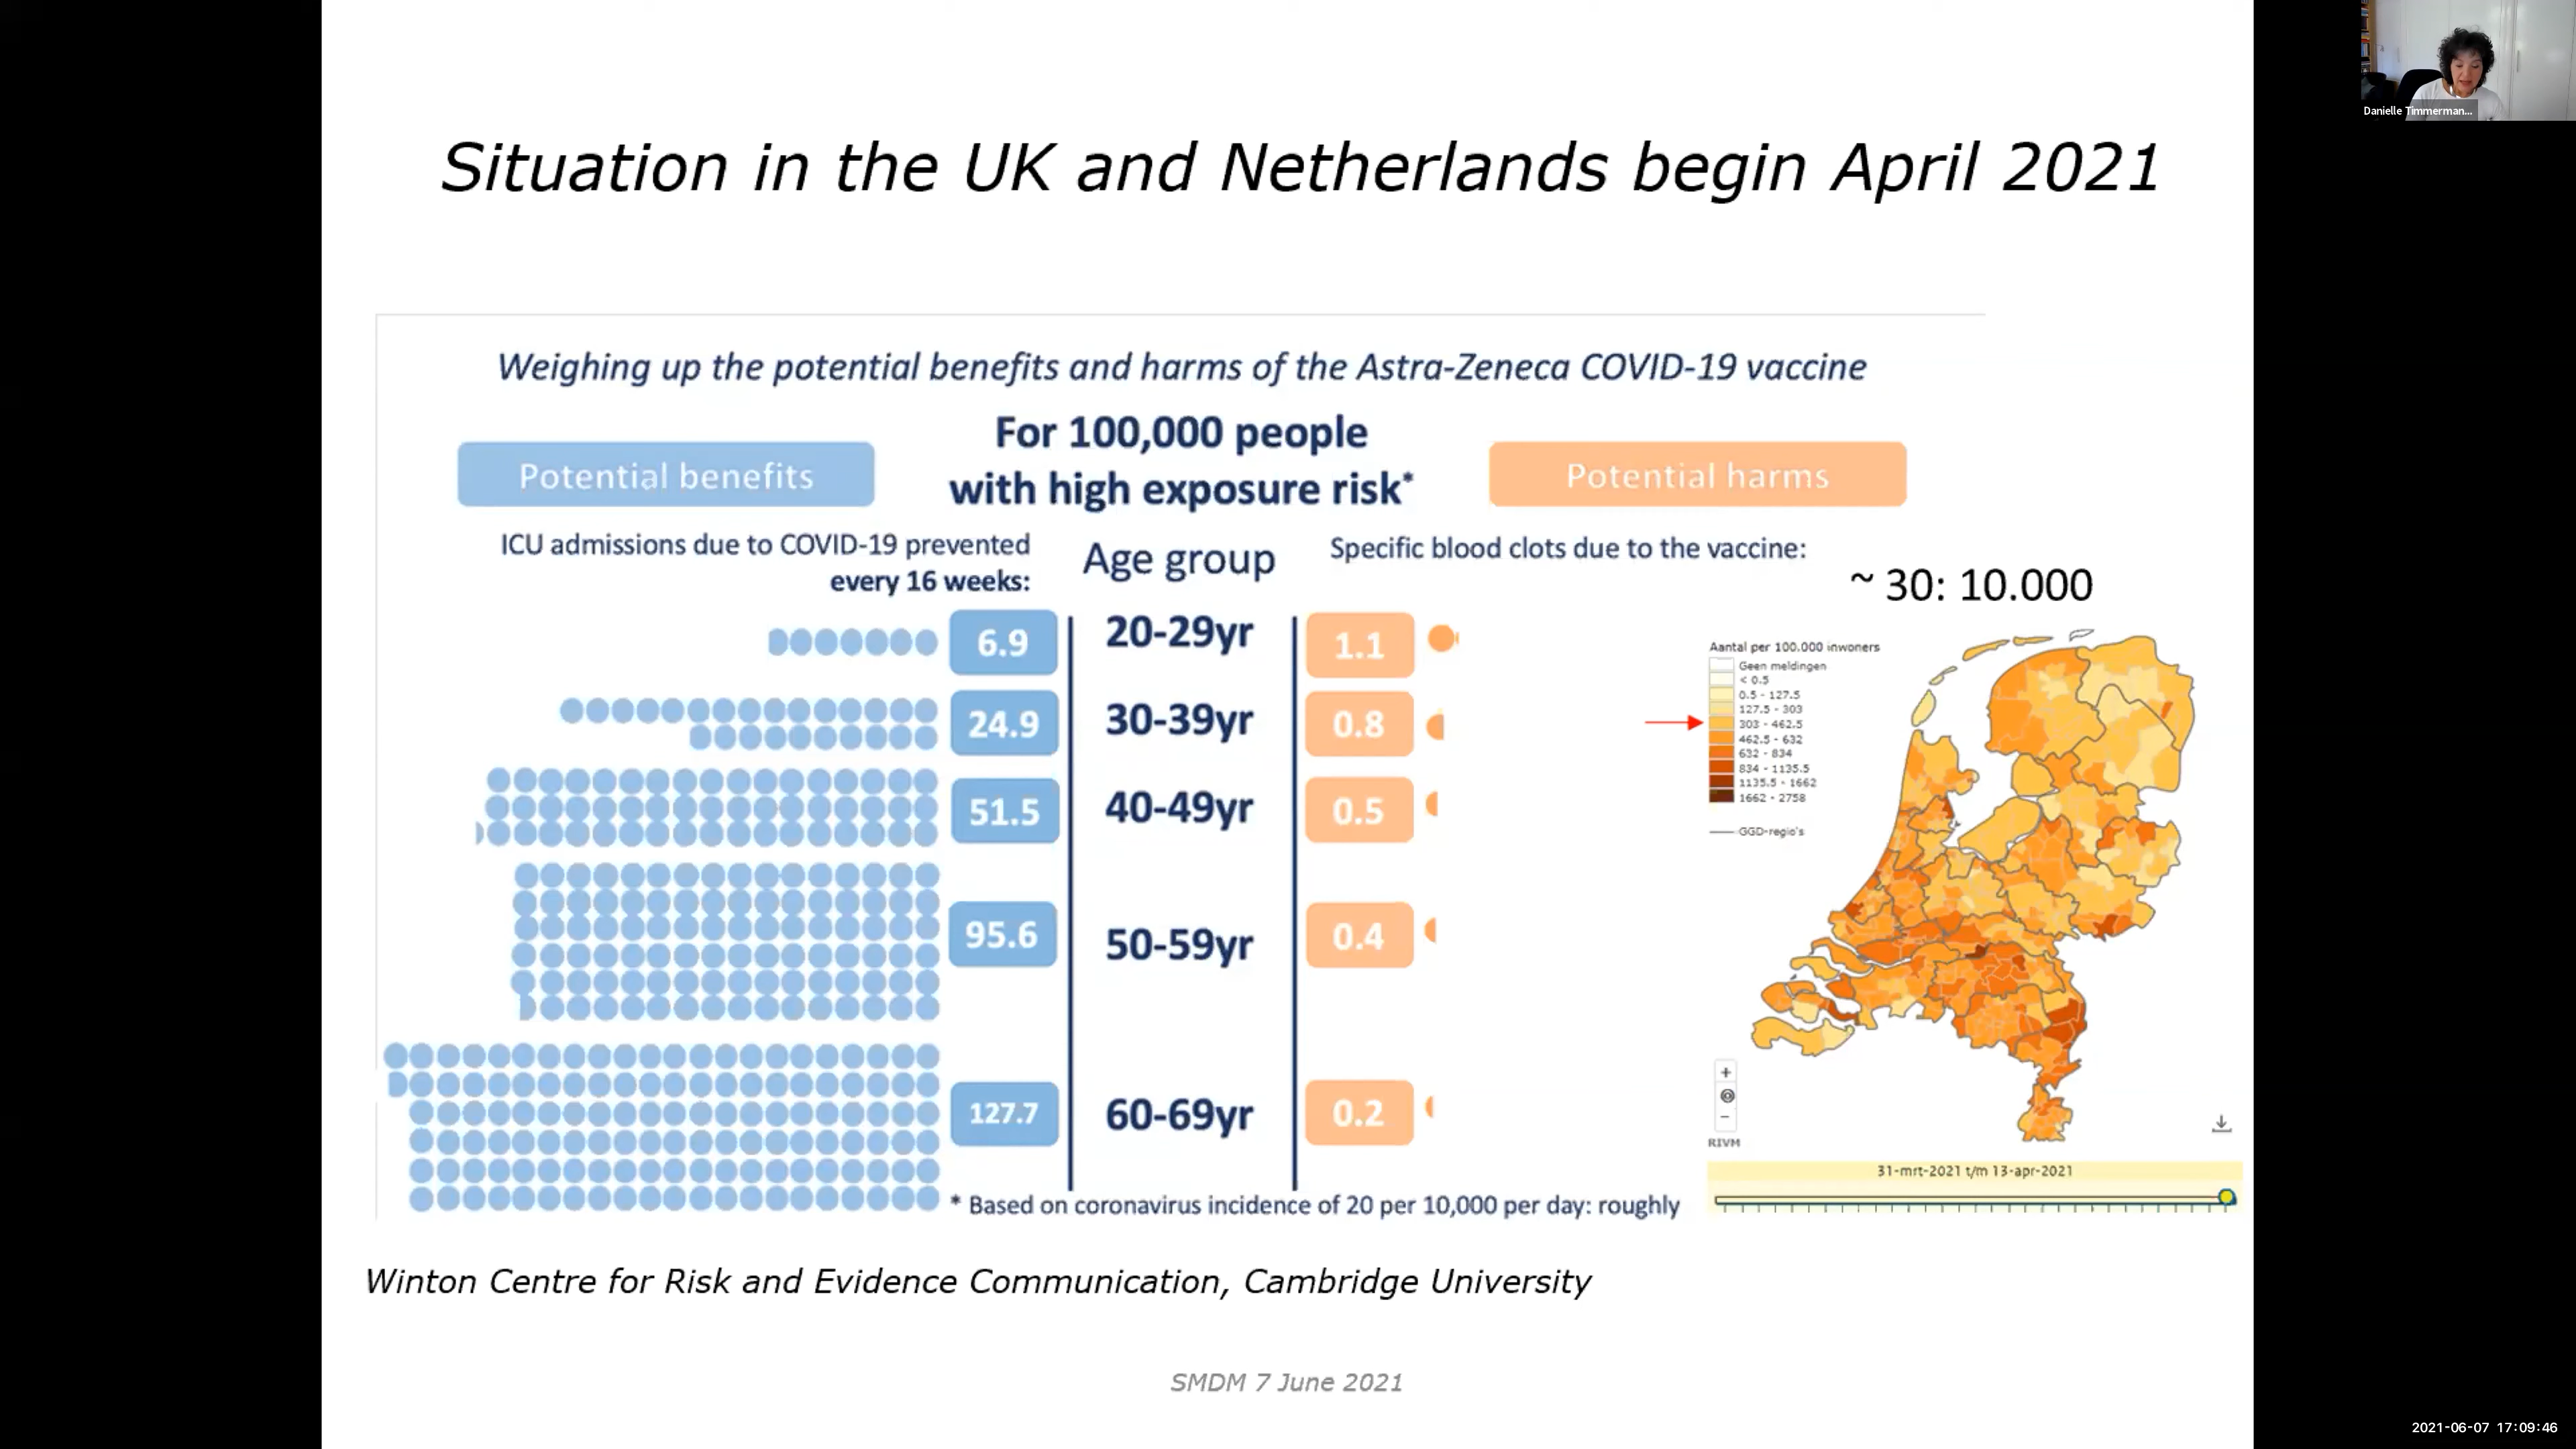 Danielle Timmerman...
Situation in the UK and Netherlands begin April 2021
Weighing up the potential benefits and harms of the Astra-Zeneca COVID-19 vaccine
For 100,000 people
with high exposure risk*
Potential benefits
Potential harms
ICU admissions due to COVID-19 prevented
every 16 weeks:
Age group
Specific blood clots due to the vaccine:
~ 30: 10.000
6.9 20-29yr 1.1
24.9 30-39yr 0.8
51.5 40-49yr 0.5
95.6 50-59yr 0.4
127.7 60-69yr 0.2
* Based on coronavirus incidence of 20 per 10,000 per day: roughly
Aantal per 100.000 inwoners
Geen meldingen
< 0.5
0.5 - 127.5
127.5 - 303
303 - 462.5
462.5 - 632
632 - 834
834 - 1135.5
1135.5 - 1662
1662 - 2758
GGD-regio's
+
−
RIVM
31-mrt-2021 t/m 13-apr-2021
Winton Centre for Risk and Evidence Communication, Cambridge University
SMDM 7 June 2021
2021-06-07 17:09:46